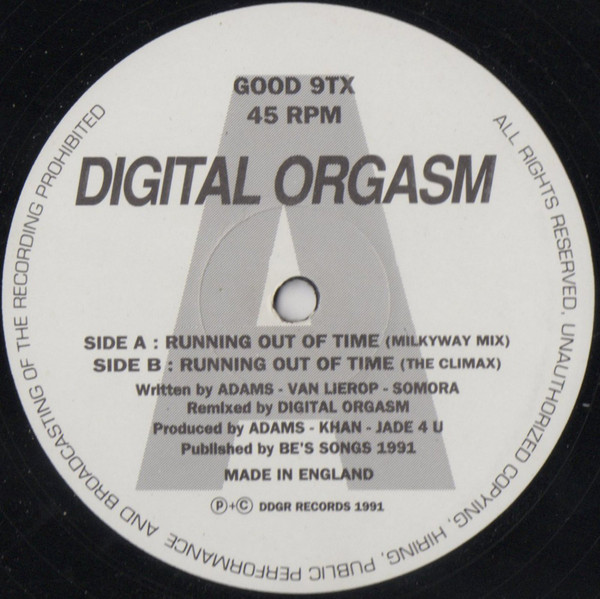 GOOD 9TX
45 RPM
DIGITAL ORGASM
A
SIDE A : RUNNING OUT OF TIME (MILKYWAY MIX)
SIDE B : RUNNING OUT OF TIME (THE CLIMAX)
Written by ADAMS - VAN LIEROP - SOMORA
Remixed by DIGITAL ORGASM
Produced by ADAMS - KHAN - JADE 4 U
Published by BE'S SONGS 1991
MADE IN ENGLAND
Ⓟ+Ⓒ DDGR RECORDS 1991
ALL RIGHTS RESERVED. UNAUTHORIZED COPYING, HIRING, PUBLIC PERFORMANCE AND BROADCASTING OF THE RECORDING PROHIBITED